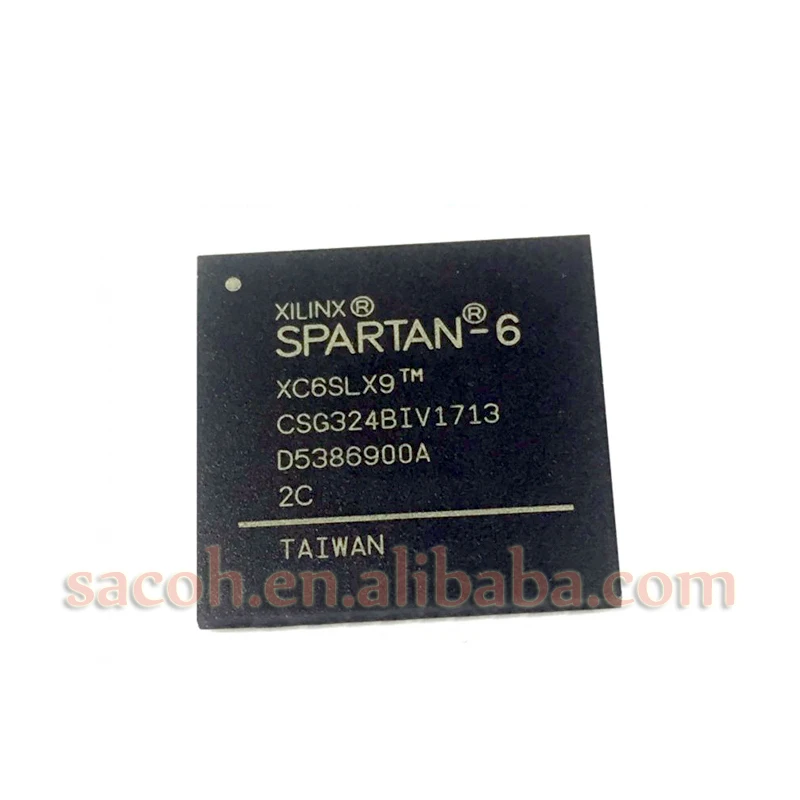 XILINX®
SPARTAN®-6
XC6SLX9™
CSG324BIV1713
D5386900A
2C
TAIWAN
sacoh.en.alibaba.com